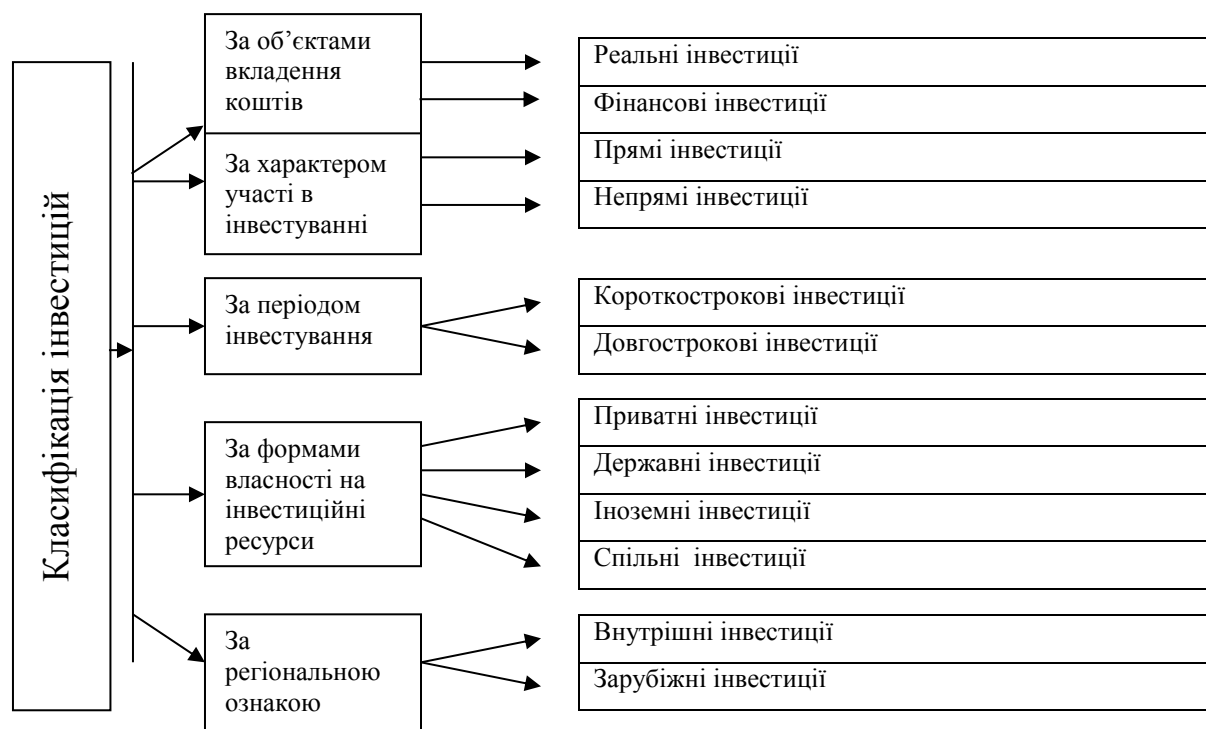 Класифікація інвестицій
За об’єктами
вкладення
коштів
Реальні інвестиції
Фінансові інвестиції
За характером
участі в
інвестуванні
Прямі інвестиції
Непрямі інвестиції
За періодом
інвестування
Короткострокові інвестиції
Довгострокові інвестиції
За формами
власності на
інвестиційні
ресурси
Приватні інвестиції
Державні інвестиції
Іноземні інвестиції
Спільні  інвестиції
За
регіональною
ознакою
Внутрішні інвестиції
Зарубіжні інвестиції